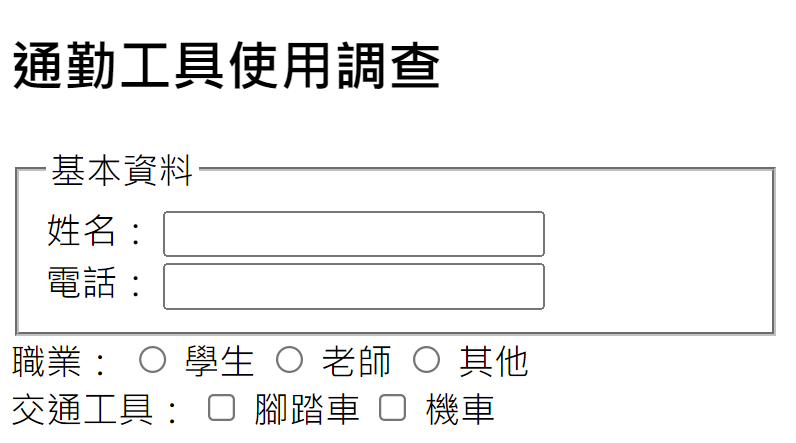 通勤工具使用調查
基本資料
姓名：
電話：
職業： 學生 老師 其他
交通工具： 腳踏車 機車